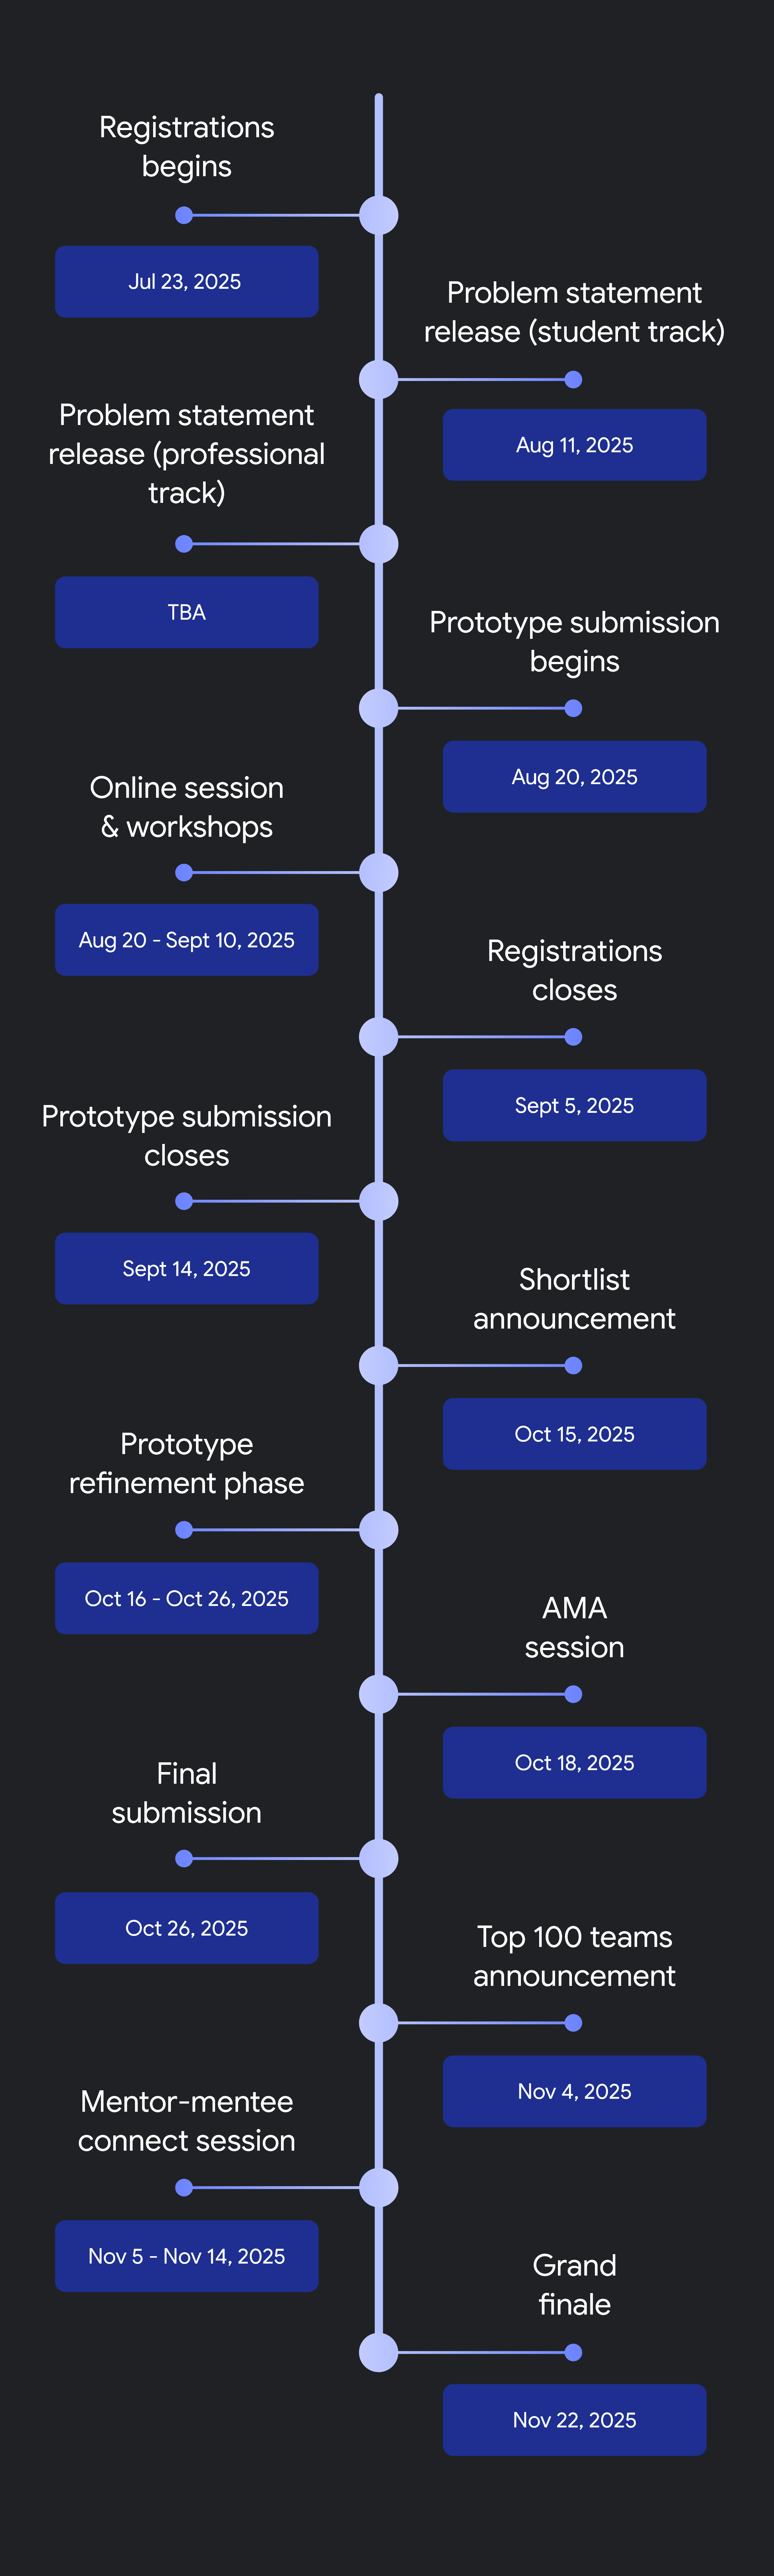 Registrations
begins
Jul 23, 2025
Problem statement
release (student track)
Aug 11, 2025
Problem statement
release (professional
track)
TBA
Prototype submission
begins
Aug 20, 2025
Online session
& workshops
Aug 20 - Sept 10, 2025
Registrations
closes
Sept 5, 2025
Prototype submission
closes
Sept 14, 2025
Shortlist
announcement
Oct 15, 2025
Prototype
refinement phase
Oct 16 - Oct 26, 2025
AMA
session
Oct 18, 2025
Final
submission
Oct 26, 2025
Top 100 teams
announcement
Nov 4, 2025
Mentor-mentee
connect session
Nov 5 - Nov 14, 2025
Grand
finale
Nov 22, 2025